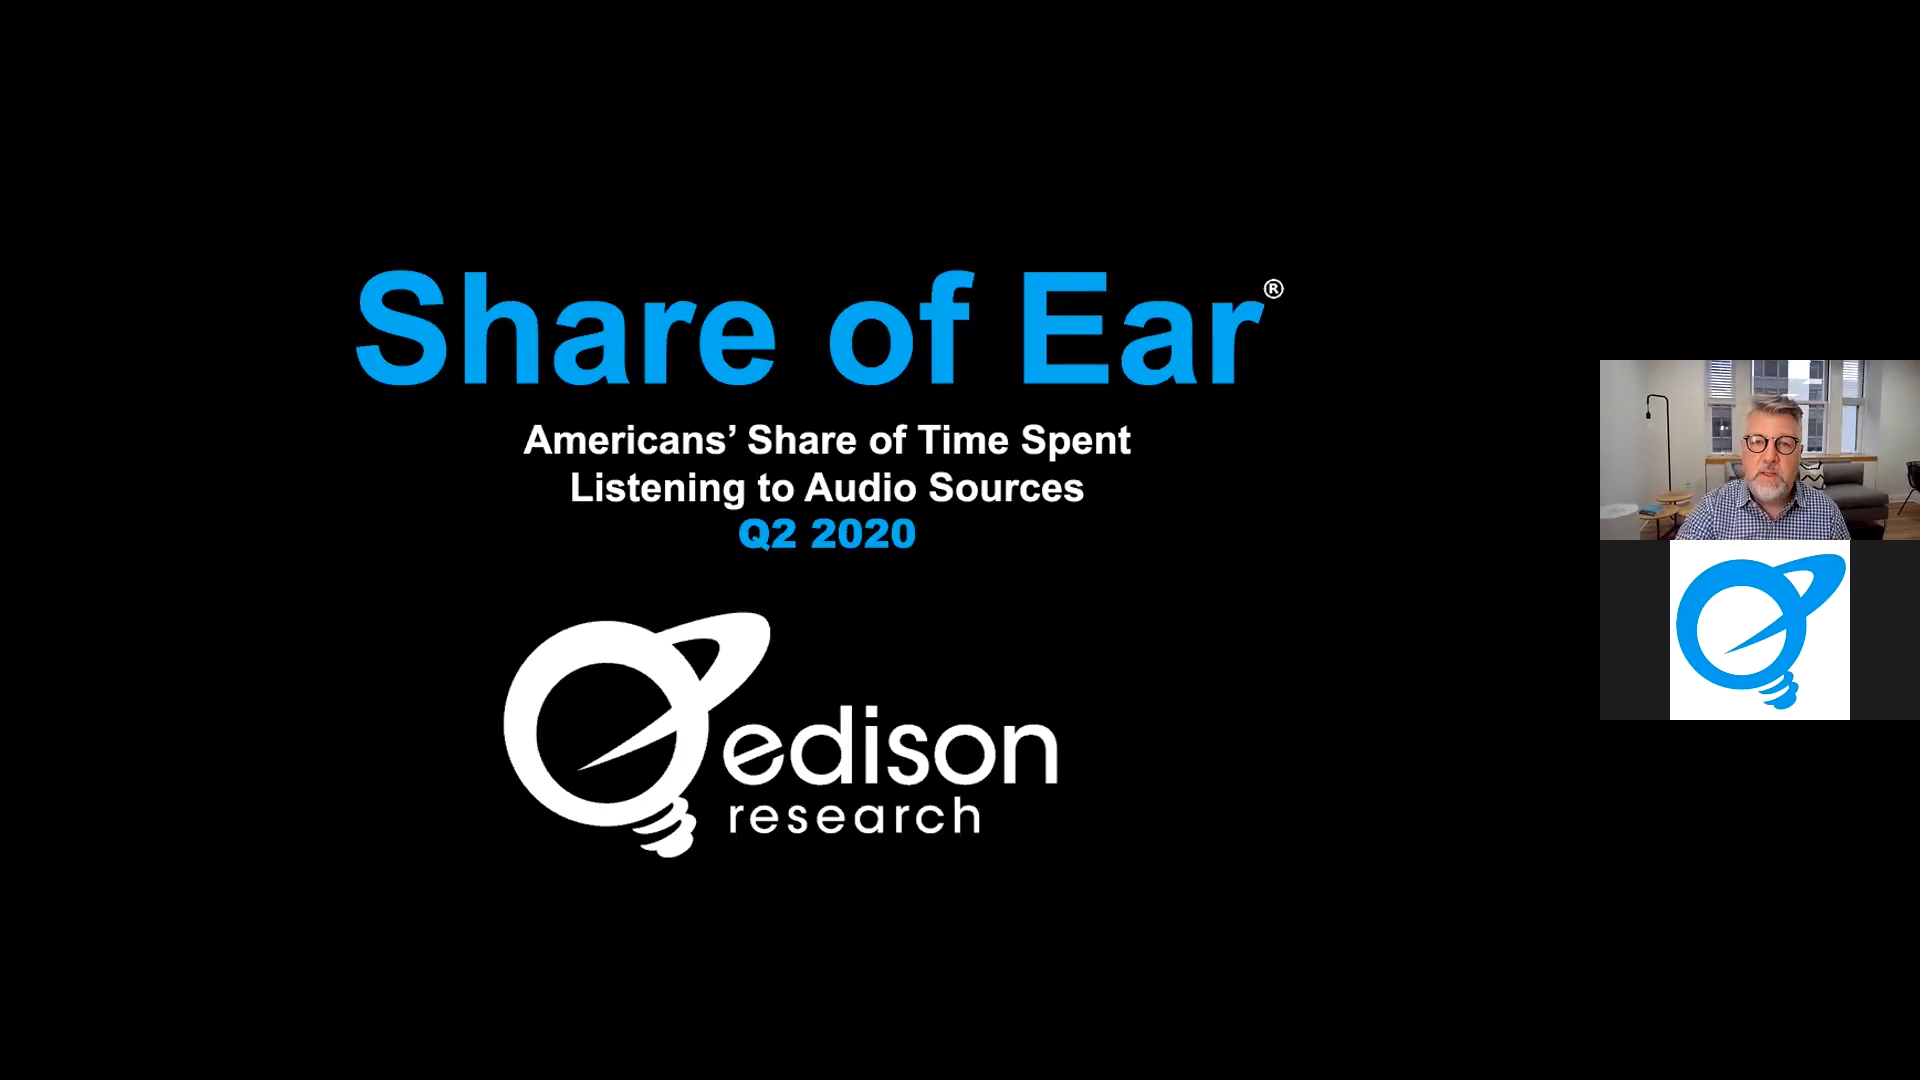 Share of Ear®
Americans’ Share of Time Spent
Listening to Audio Sources
Q2 2020
edison
research